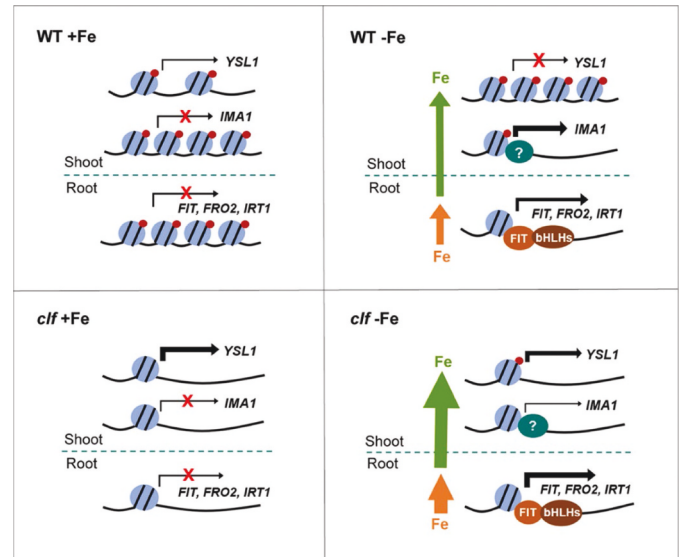 WT +Fe
YSL1
X
IMA1
Shoot
Root
X
FIT, FRO2, IRT1
WT -Fe
Fe
X
YSL1
IMA1
?
Shoot
Root
Fe
FIT, FRO2, IRT1
FIT bHLHs
clf +Fe
YSL1
X
IMA1
Shoot
Root
X
FIT, FRO2, IRT1
clf -Fe
Fe
YSL1
IMA1
?
Shoot
Root
Fe
FIT, FRO2, IRT1
FIT bHLHs